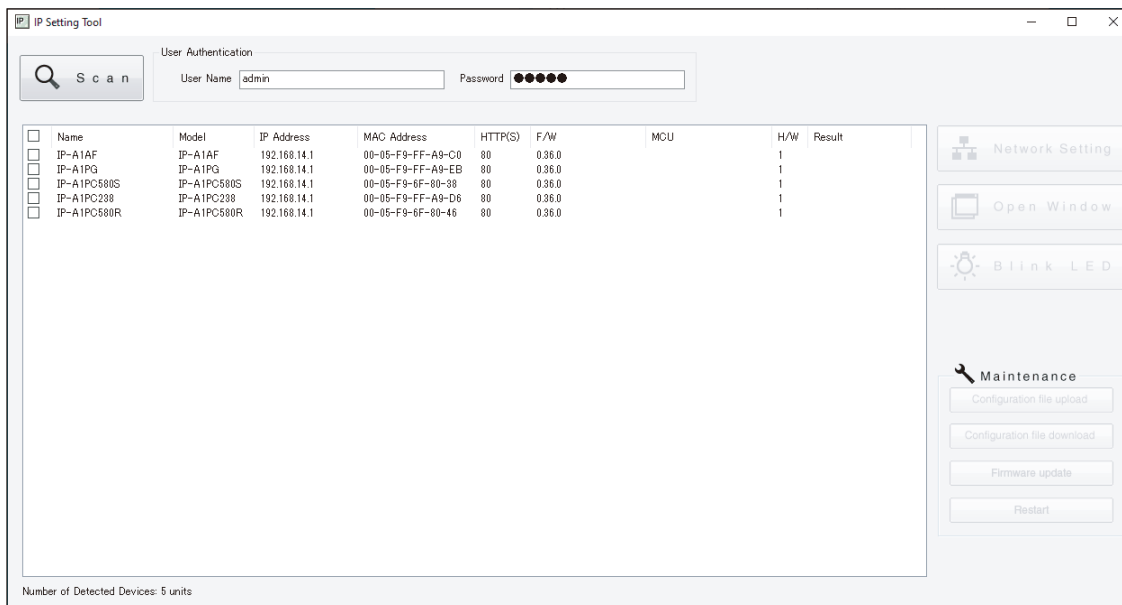 IP IP Setting Tool
Scan
User Authentication
User Name admin Password ●●●●●
Name Model IP Address MAC Address HTTP(S) F/W MCU H/W Result
IP-A1AF IP-A1AF 192.168.14.1 00-05-F9-FF-A9-C0 80 0.36.0 1
IP-A1PG IP-A1PG 192.168.14.1 00-05-F9-FF-A9-EB 80 0.36.0 1
IP-A1PC580S IP-A1PC580S 192.168.14.1 00-05-F9-6F-80-38 80 0.36.0 1
IP-A1PC238 IP-A1PC238 192.168.14.1 00-05-F9-FF-A9-D6 80 0.36.0 1
IP-A1PC580R IP-A1PC580R 192.168.14.1 00-05-F9-6F-80-46 80 0.36.0 1
Network Setting
Open Window
Blink LED
Maintenance
Configuration file upload
Configuration file download
Firmware update
Restart
Number of Detected Devices: 5 units